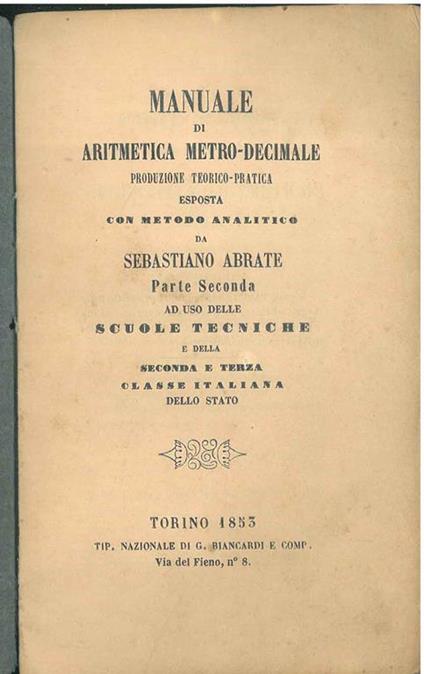 MANUALE
DI
ARITMETICA METRO-DECIMALE
PRODUZIONE TEORICO-PRATICA
ESPOSTA
CON METODO ANALITICO
DA
SEBASTIANO ABRATE
Parte Seconda
AD USO DELLE
SCUOLE TECNICHE
E DELLA
SECONDA E TERZA
CLASSE ITALIANA
DELLO STATO
TORINO 1853
TIP. NAZIONALE DI G. BIANCARDI E COMP.
Via del Fieno, nº 8.